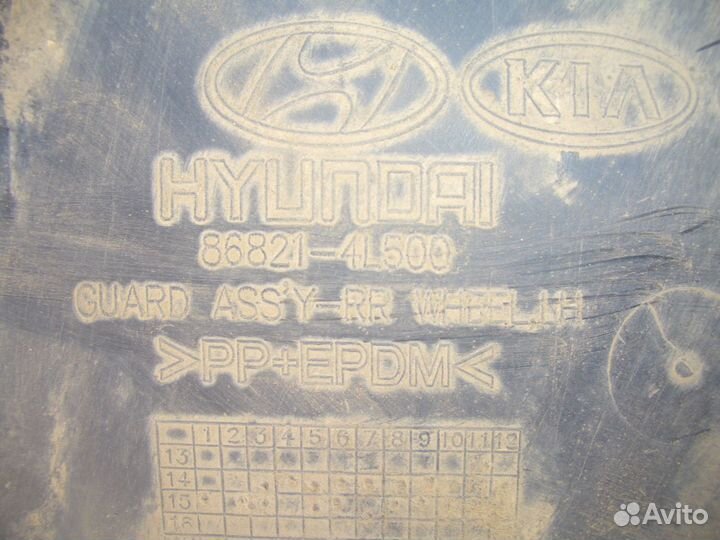 KIA
HYUNDAI
86821-4L500
GUARD ASS'Y-RR WHEEL,LH
>PP+EPDM<
1 2 3 4 5 6 7 8 9 10 11 12
13
14
15
16
Avito